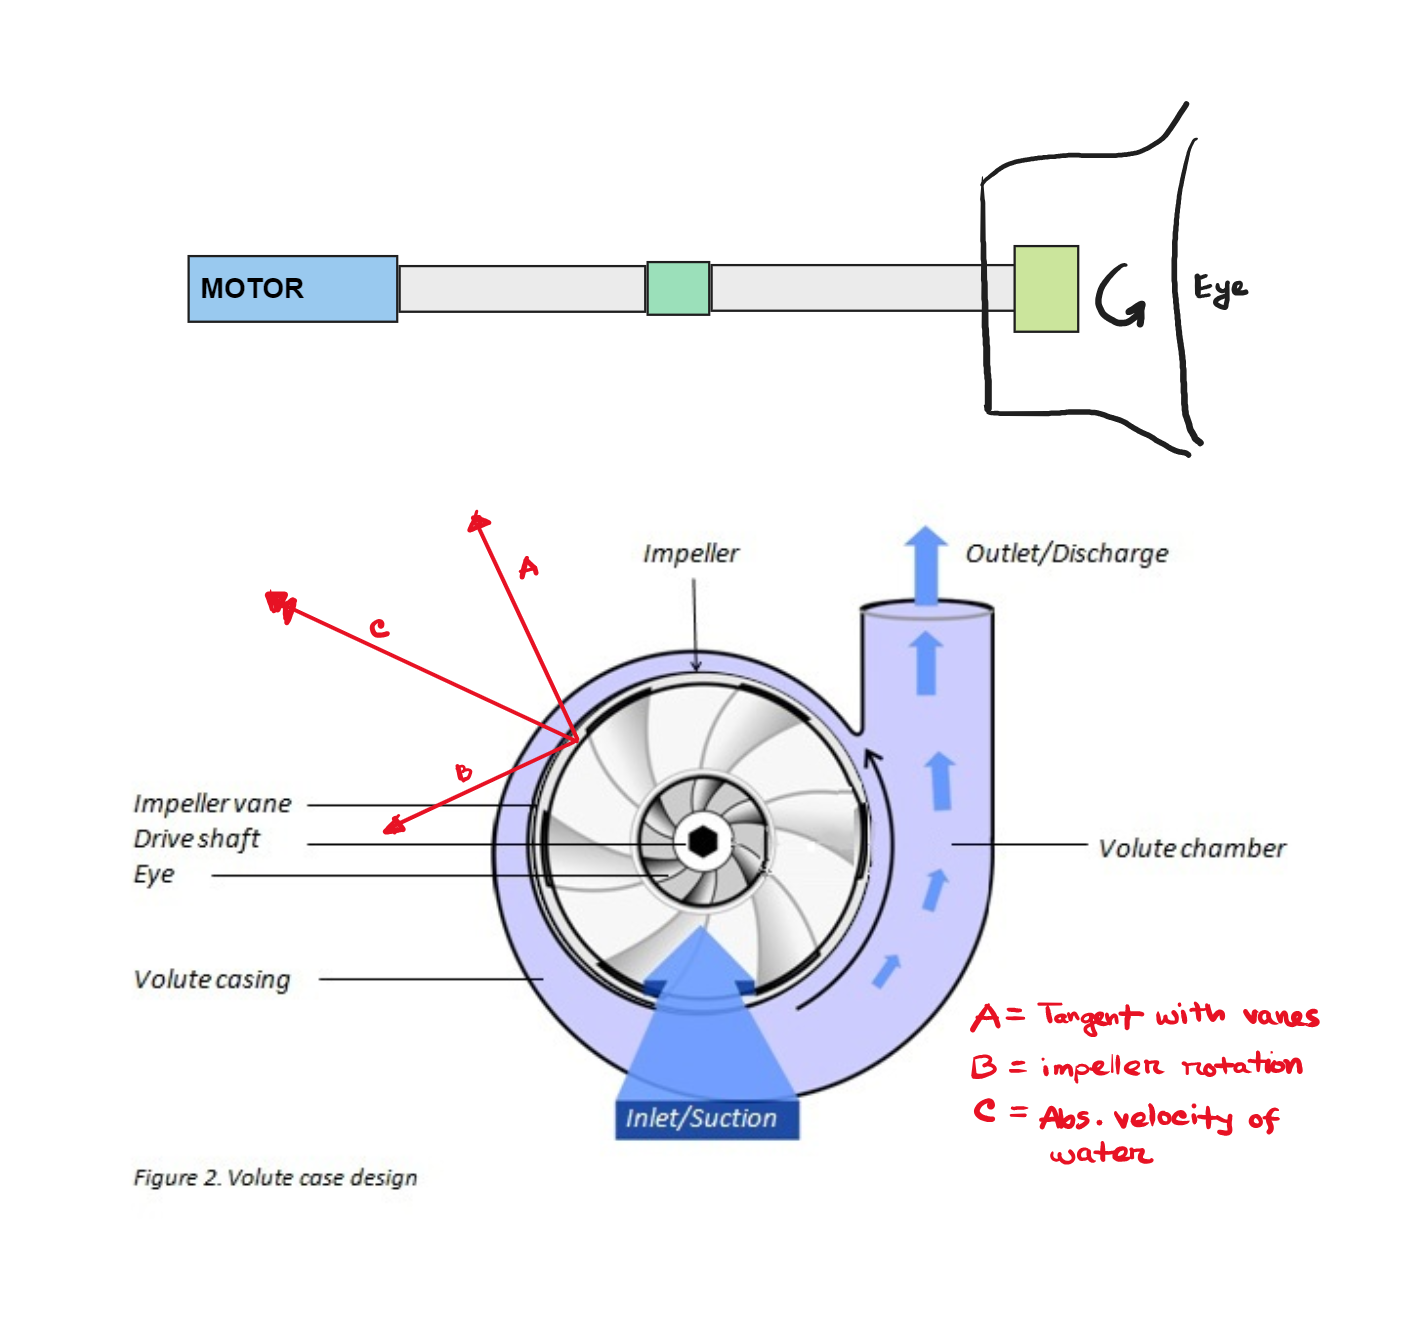 MOTOR
Eye
A
C
B
Impeller
Outlet/Discharge
Impeller vane
Drive shaft
Eye
Volute chamber
Volute casing
A = Tangent with vanes
B = impeller rotation
C = Abs. velocity of
water
Inlet/Suction
Figure 2. Volute case design